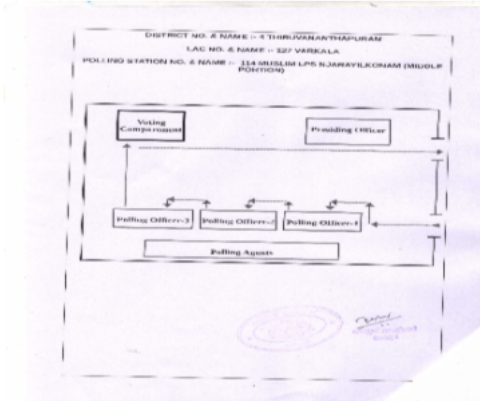 DISTRICT NO. & NAME :- 4 THIRUVANANTHAPURAN
LAC NO. & NAME :- 127 VARKALA
POLLING STATION NO. & NAME :- 114 MUSLIM LPS NJARAYILKONAM (MIDDLE
PORTION)
Voting
Compartment
Presiding Officer
Polling Officer-3
Polling Officer-2
Polling Officer-1
Polling Agents